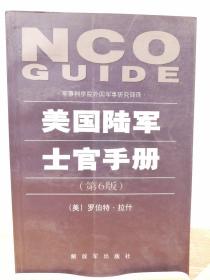 NCO
GUIDE
军事科学院外国军事研究部译
美国陆军
士官手册
(第6版)
(美) 罗伯特·拉什
解放军出版社